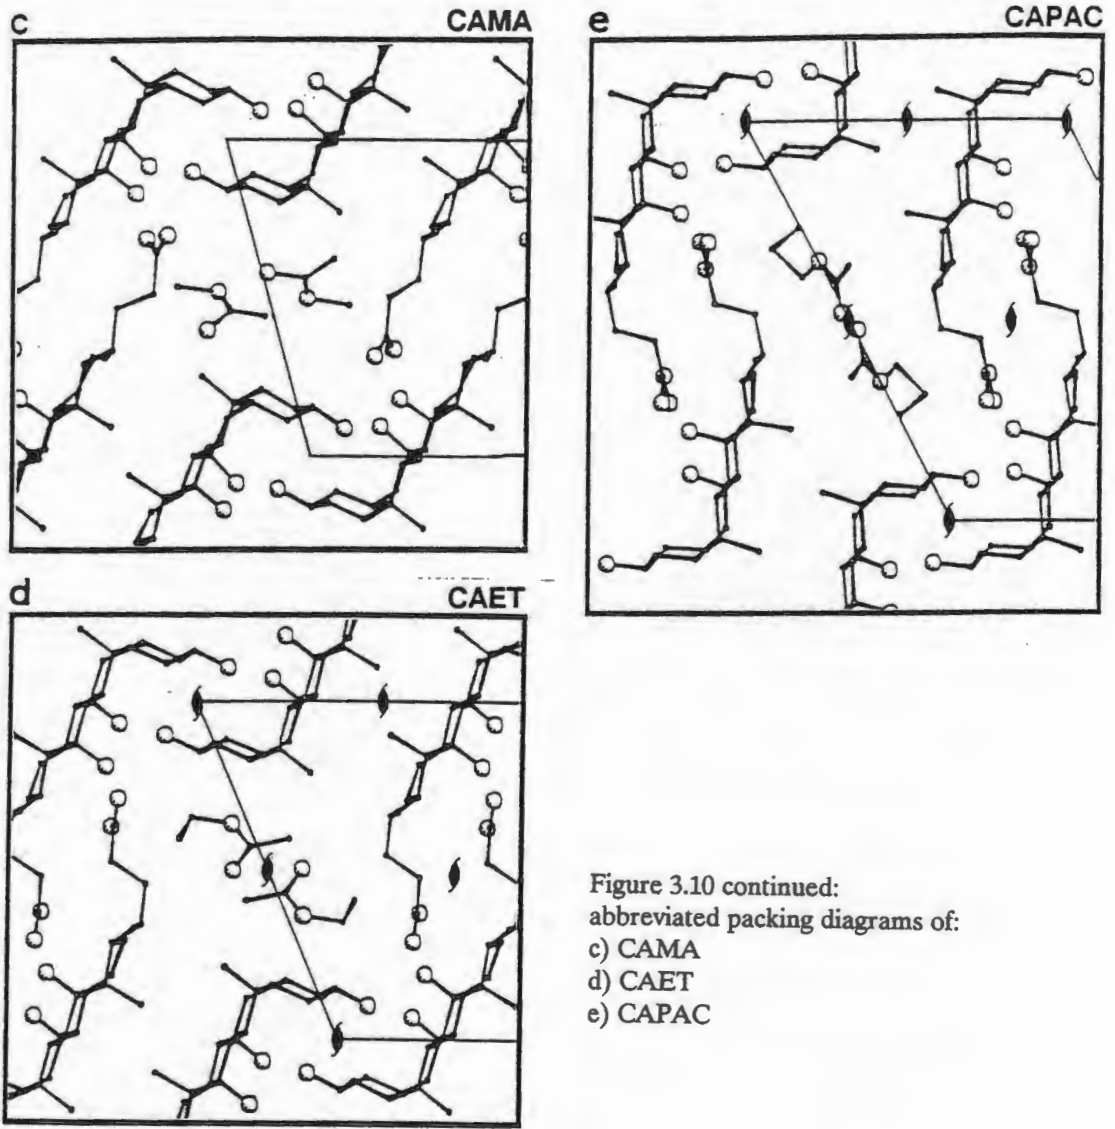 c CAMA
e CAPAC
d CAET
Figure 3.10 continued:
abbreviated packing diagrams of:
c) CAMA
d) CAET
e) CAPAC